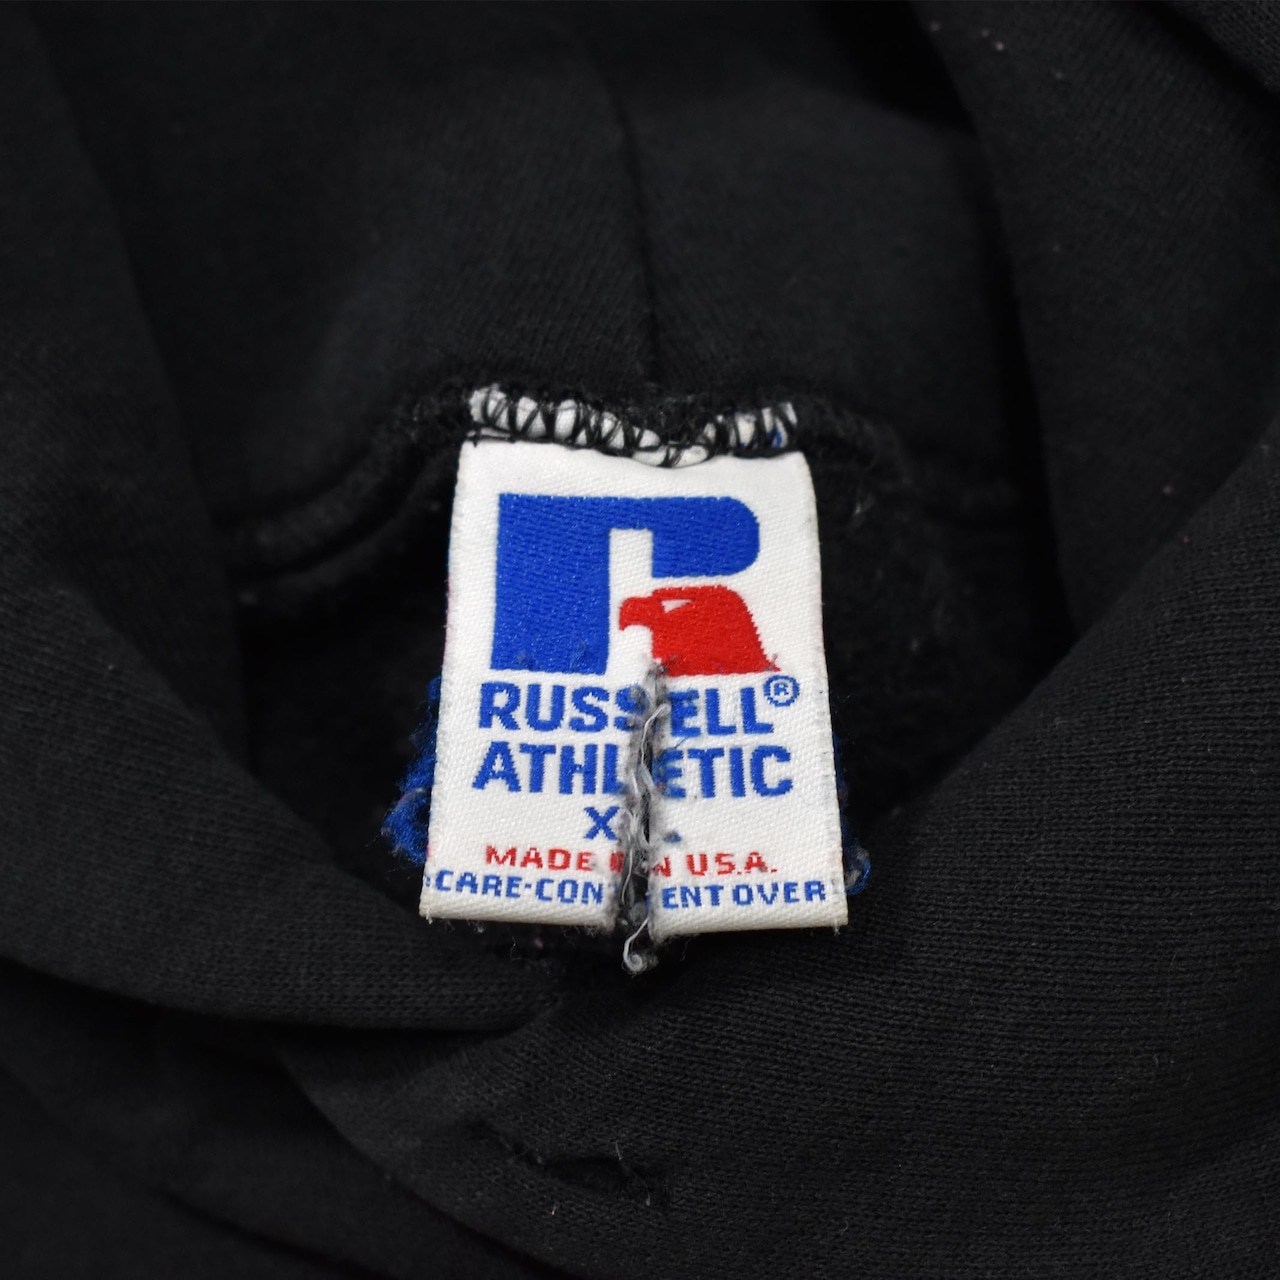 RUSSELL®
ATHLETIC
MADE IN U.S.A.
CARE-CONTENT OVER